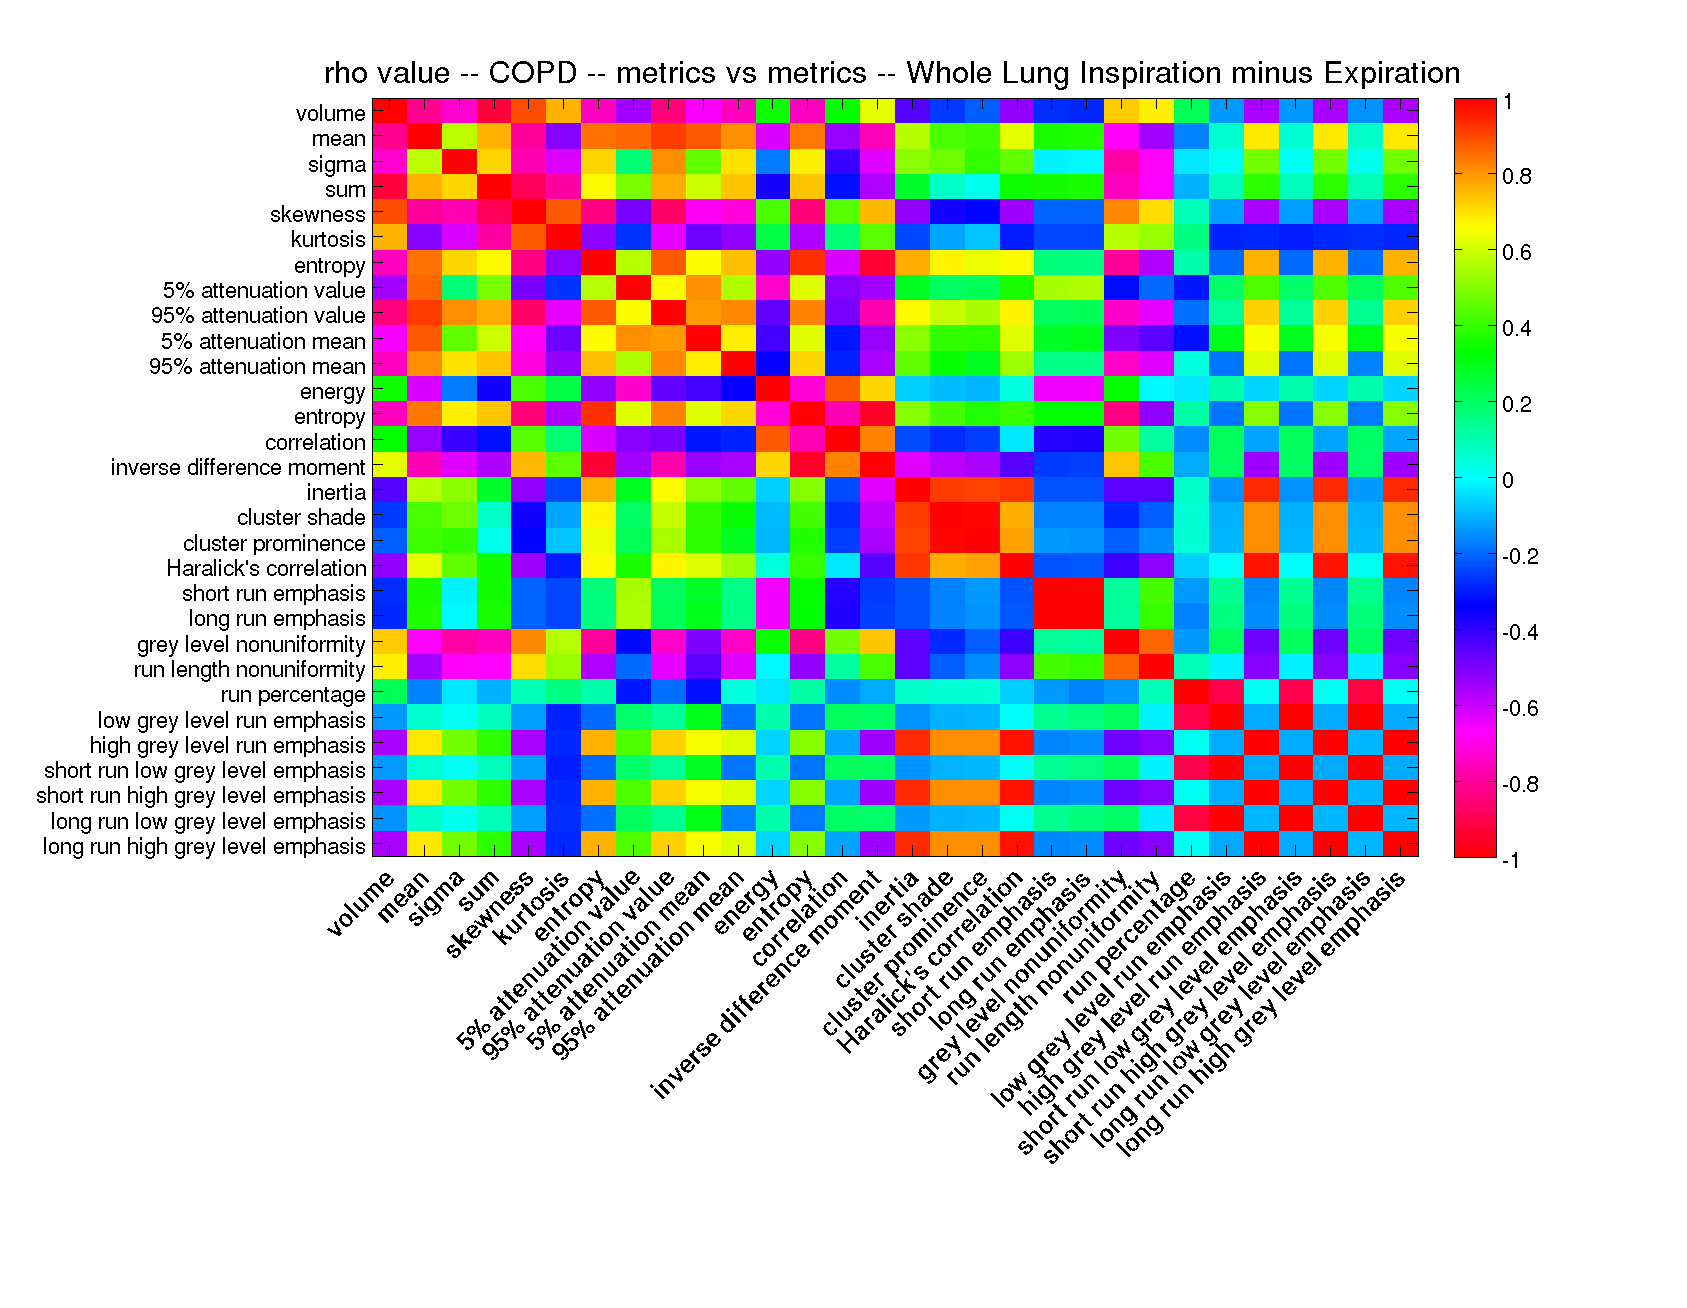 rho value -- COPD -- metrics vs metrics -- Whole Lung Inspiration minus Expiration
volume
mean
sigma
sum
skewness
kurtosis
entropy
5% attenuation value
95% attenuation value
5% attenuation mean
95% attenuation mean
energy
entropy
correlation
inverse difference moment
inertia
cluster shade
cluster prominence
Haralick's correlation
short run emphasis
long run emphasis
grey level nonuniformity
run length nonuniformity
run percentage
low grey level run emphasis
high grey level run emphasis
short run low grey level emphasis
short run high grey level emphasis
long run low grey level emphasis
long run high grey level emphasis
volume
mean
sigma
sum
skewness
kurtosis
entropy
5% attenuation value
95% attenuation value
5% attenuation mean
95% attenuation mean
energy
entropy
correlation
inverse difference moment
inertia
cluster shade
cluster prominence
Haralick's correlation
short run emphasis
long run emphasis
grey level nonuniformity
run length nonuniformity
run percentage
low grey level run emphasis
high grey level run emphasis
short run low grey level emphasis
short run high grey level emphasis
long run low grey level emphasis
long run high grey level emphasis
1
0.8
0.6
0.4
0.2
0
-0.2
-0.4
-0.6
-0.8
-1